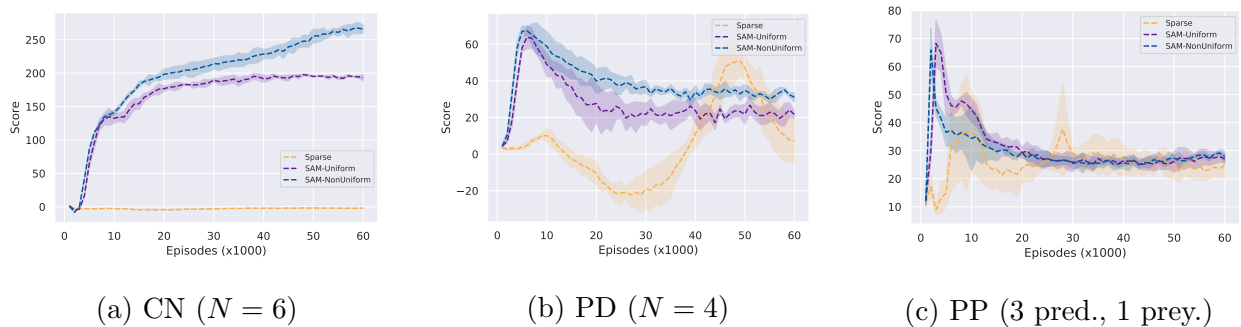 250
200
150
100
50
0
Score
0 10 20 30 40 50 60
Episodes (x1000)
Sparse
SAM-Uniform
SAM-NonUniform
(a) CN (N = 6)
60
40
20
0
−20
Score
0 10 20 30 40 50 60
Episodes (x1000)
Sparse
SAM-Uniform
SAM-NonUniform
(b) PD (N = 4)
80
70
60
50
40
30
20
10
Score
0 10 20 30 40 50 60
Episodes (x1000)
Sparse
SAM-Uniform
SAM-NonUniform
(c) PP (3 pred., 1 prey.)